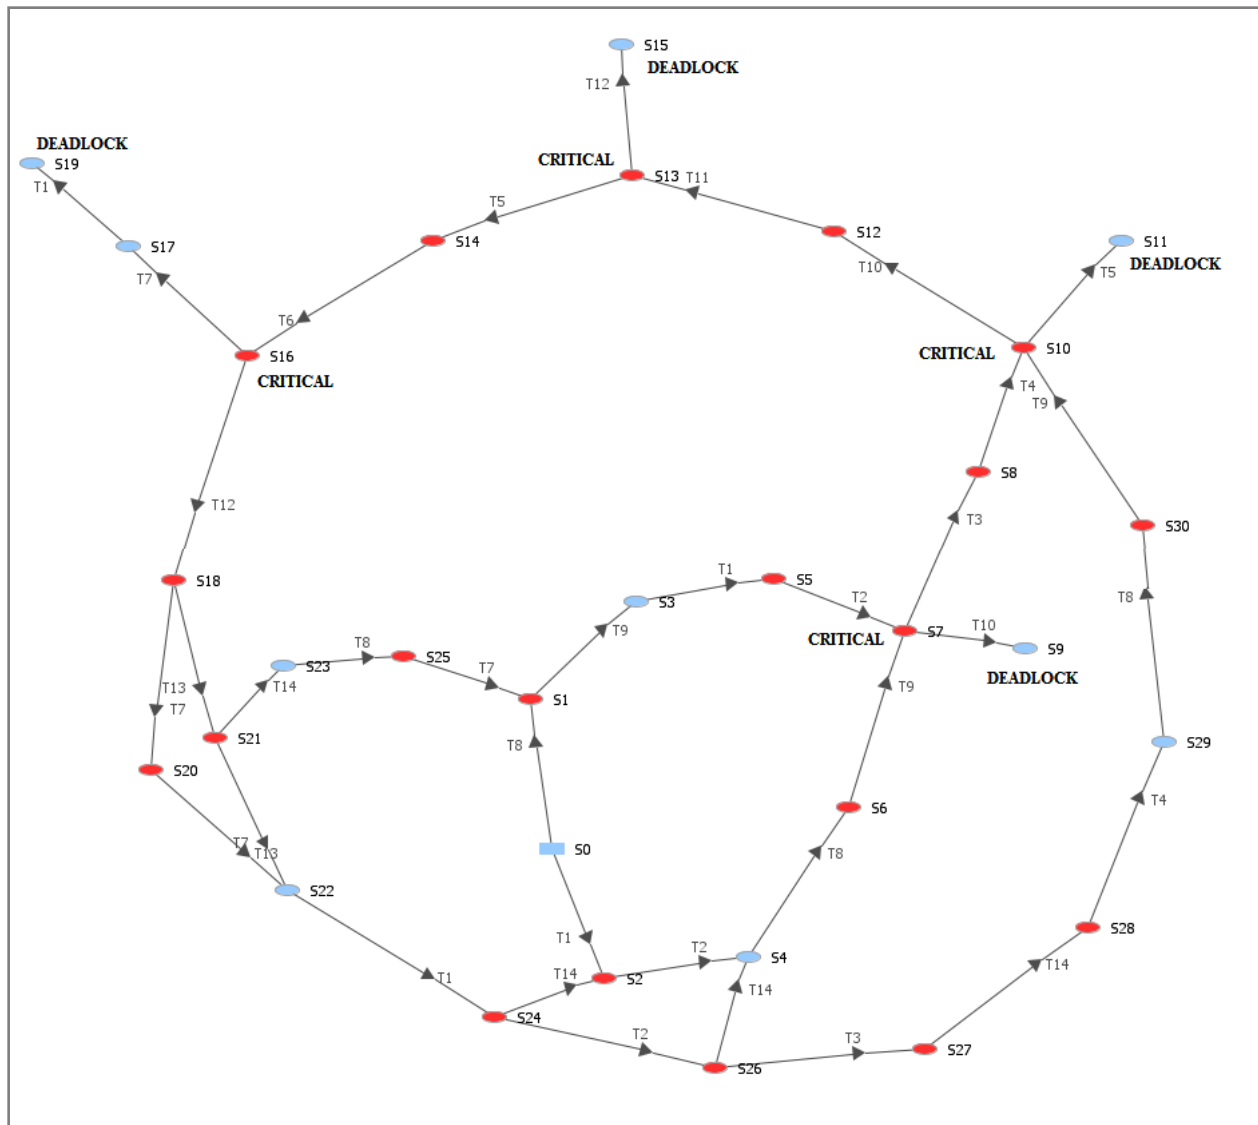 S15
DEADLOCK
T12
DEADLOCK
S19
T1
CRITICAL
S13
T11
T5
S12
S14
S17
T7
T10
S11
DEADLOCK
T5
T6
S16
CRITICAL
CRITICAL
S10
T4
T9
S8
T12
T3
S30
S18
T1
S5
S3
T2
T8
T9
CRITICAL
S7
T10
S9
DEADLOCK
T8
S23
S25
T7
T14
T13
T7
S1
T9
S21
T8
S29
S20
T4
S6
T7
T13
S0
T8
S22
S28
T1
T2
S4
T14
T1
T14
S2
T14
S24
T2
T3
S27
S26